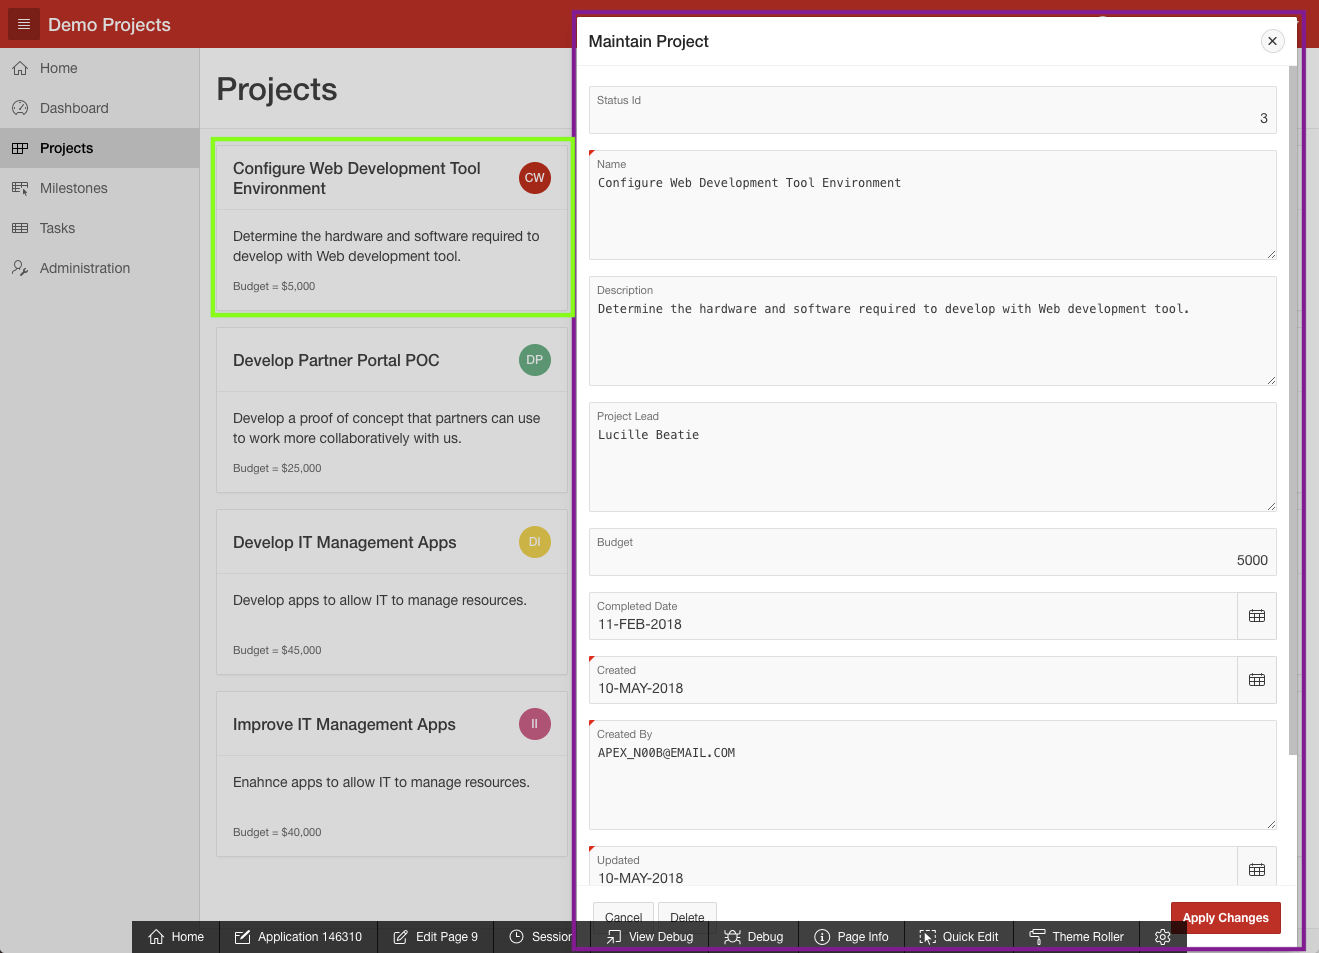 Demo Projects
Home
Dashboard
Projects
Milestones
Tasks
Administration
Projects
Configure Web Development Tool
Environment
CW
Determine the hardware and software required to
develop with Web development tool.
Budget = $5,000
Develop Partner Portal POC
DP
Develop a proof of concept that partners can use
to work more collaboratively with us.
Budget = $25,000
Develop IT Management Apps
DI
Develop apps to allow IT to manage resources.
Budget = $45,000
Improve IT Management Apps
II
Enahnce apps to allow IT to manage resources.
Budget = $40,000
Maintain Project
Status Id
3
Name
Configure Web Development Tool Environment
Description
Determine the hardware and software required to develop with Web development tool.
Project Lead
Lucille Beatie
Budget
5000
Completed Date
11-FEB-2018
Created
10-MAY-2018
Created By
APEX_N00B@EMAIL.COM
Updated
10-MAY-2018
Cancel
Delete
Apply Changes
Home
Application 146310
Edit Page 9
Session
View Debug
Debug
Page Info
Quick Edit
Theme Roller